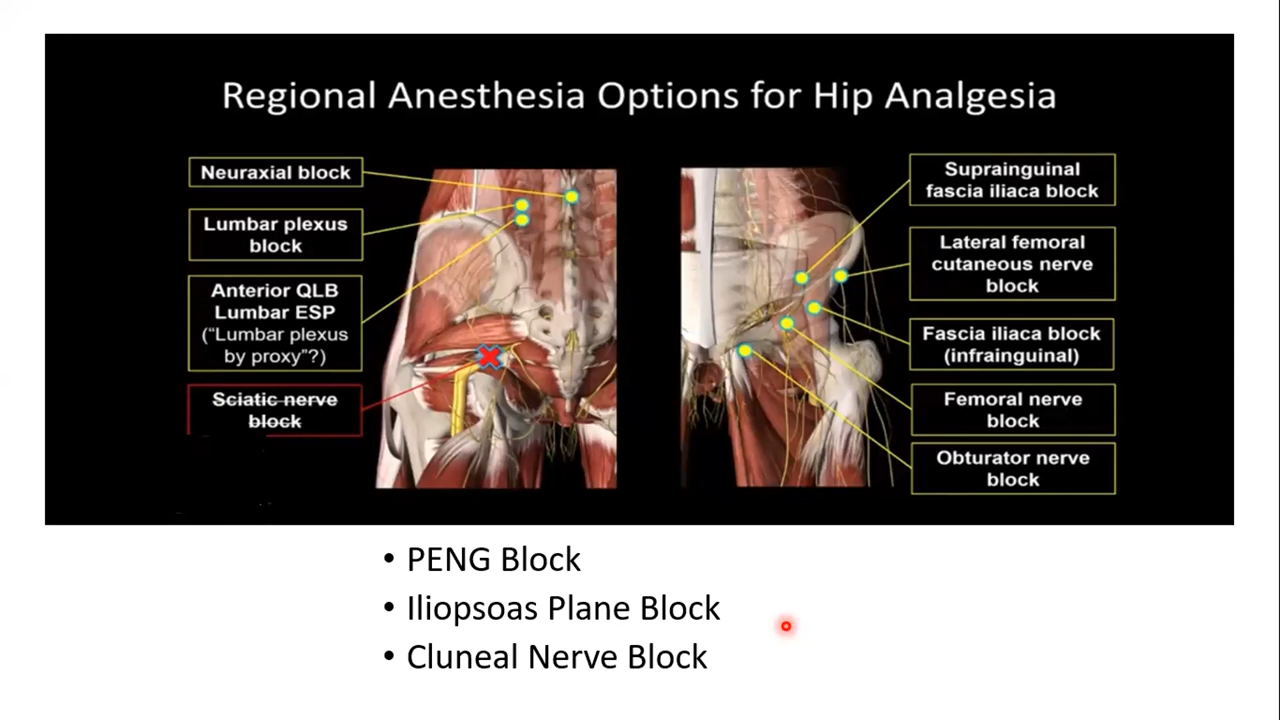 Regional Anesthesia Options for Hip Analgesia
Neuraxial block
Lumbar plexus
block
Anterior QLB
Lumbar ESP
("Lumbar plexus
by proxy"?)
Sciatic nerve
block
Suprainguinal
fascia iliaca block
Lateral femoral
cutaneous nerve
block
Fascia iliaca block
(infrainguinal)
Femoral nerve
block
Obturator nerve
block
• PENG Block
• Iliopsoas Plane Block
• Cluneal Nerve Block